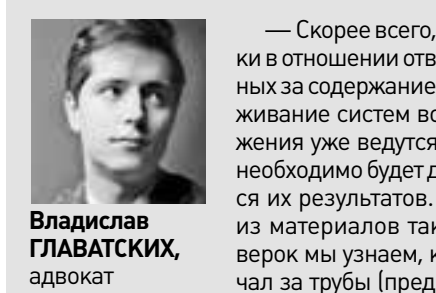 — Скорее всего,
ки в отношении отв
ных за содержание
живание систем во
жения уже ведутся
необходимо будет д
ся их результатов.
из материалов так
верок мы узнаем, к
чал за трубы (пред
Владислав
ГЛАВАТСКИХ,
адвокат